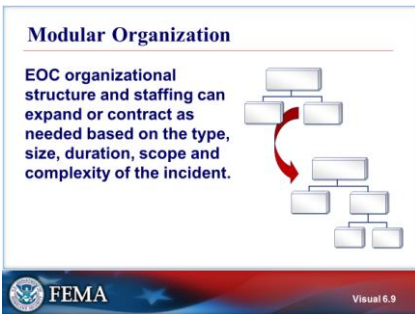 Modular Organization
EOC organizational
structure and staffing can
expand or contract as
needed based on the type,
size, duration, scope and
complexity of the incident.
FEMA
Visual 6.9